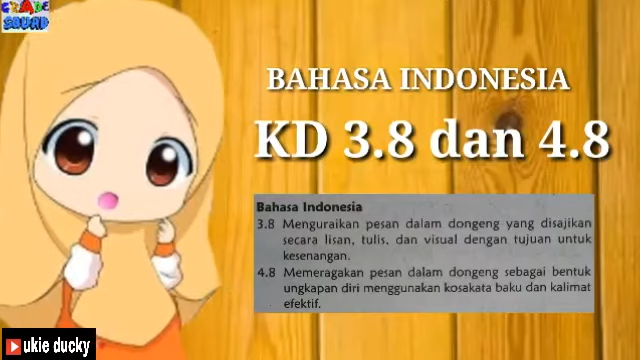 GRADE
SQUAD
BAHASA INDONESIA
KD 3.8 dan 4.8
Bahasa Indonesia
3.8 Menguraikan pesan dalam dongeng yang disajikan
secara lisan, tulis, dan visual dengan tujuan untuk
kesenangan.
4.8 Memeragakan pesan dalam dongeng sebagai bentuk
ungkapan diri menggunakan kosakata baku dan kalimat
efektif.
ukie ducky